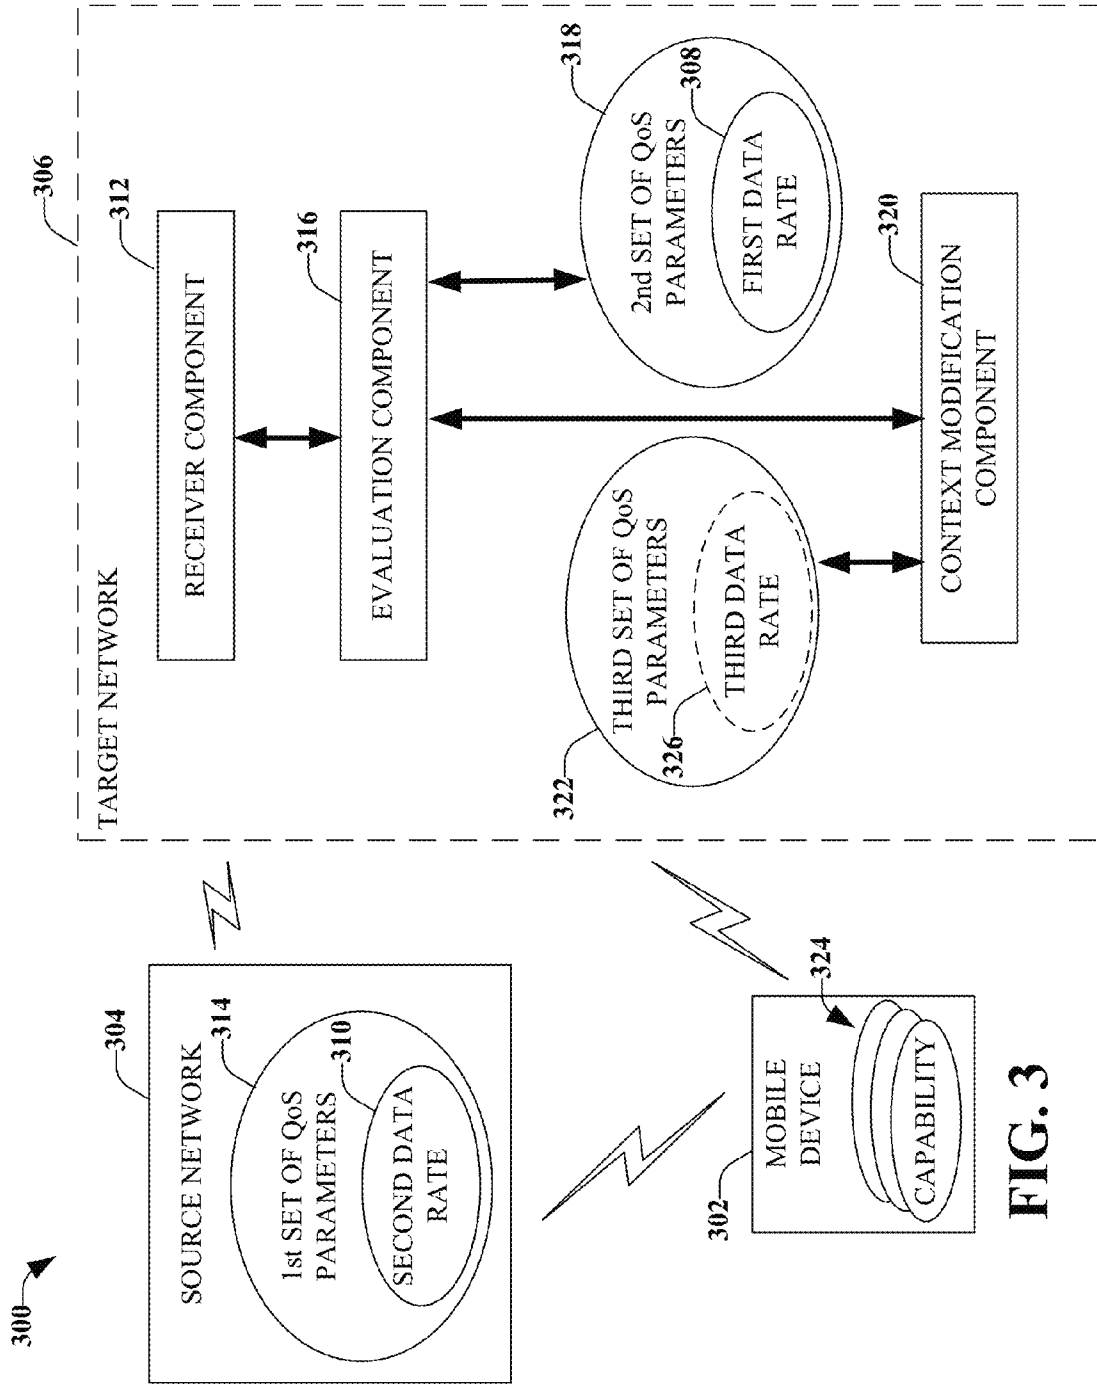 300
304
SOURCE NETWORK
314
1st SET OF QoS
PARAMETERS
310
SECOND DATA
RATE
302
MOBILE
DEVICE
324
CAPABILITY
306
TARGET NETWORK
312
RECEIVER COMPONENT
316
EVALUATION COMPONENT
322
THIRD SET OF QoS
PARAMETERS
326
THIRD DATA
RATE
318
2nd SET OF QoS
PARAMETERS
308
FIRST DATA
RATE
320
CONTEXT MODIFICATION
COMPONENT
FIG. 3